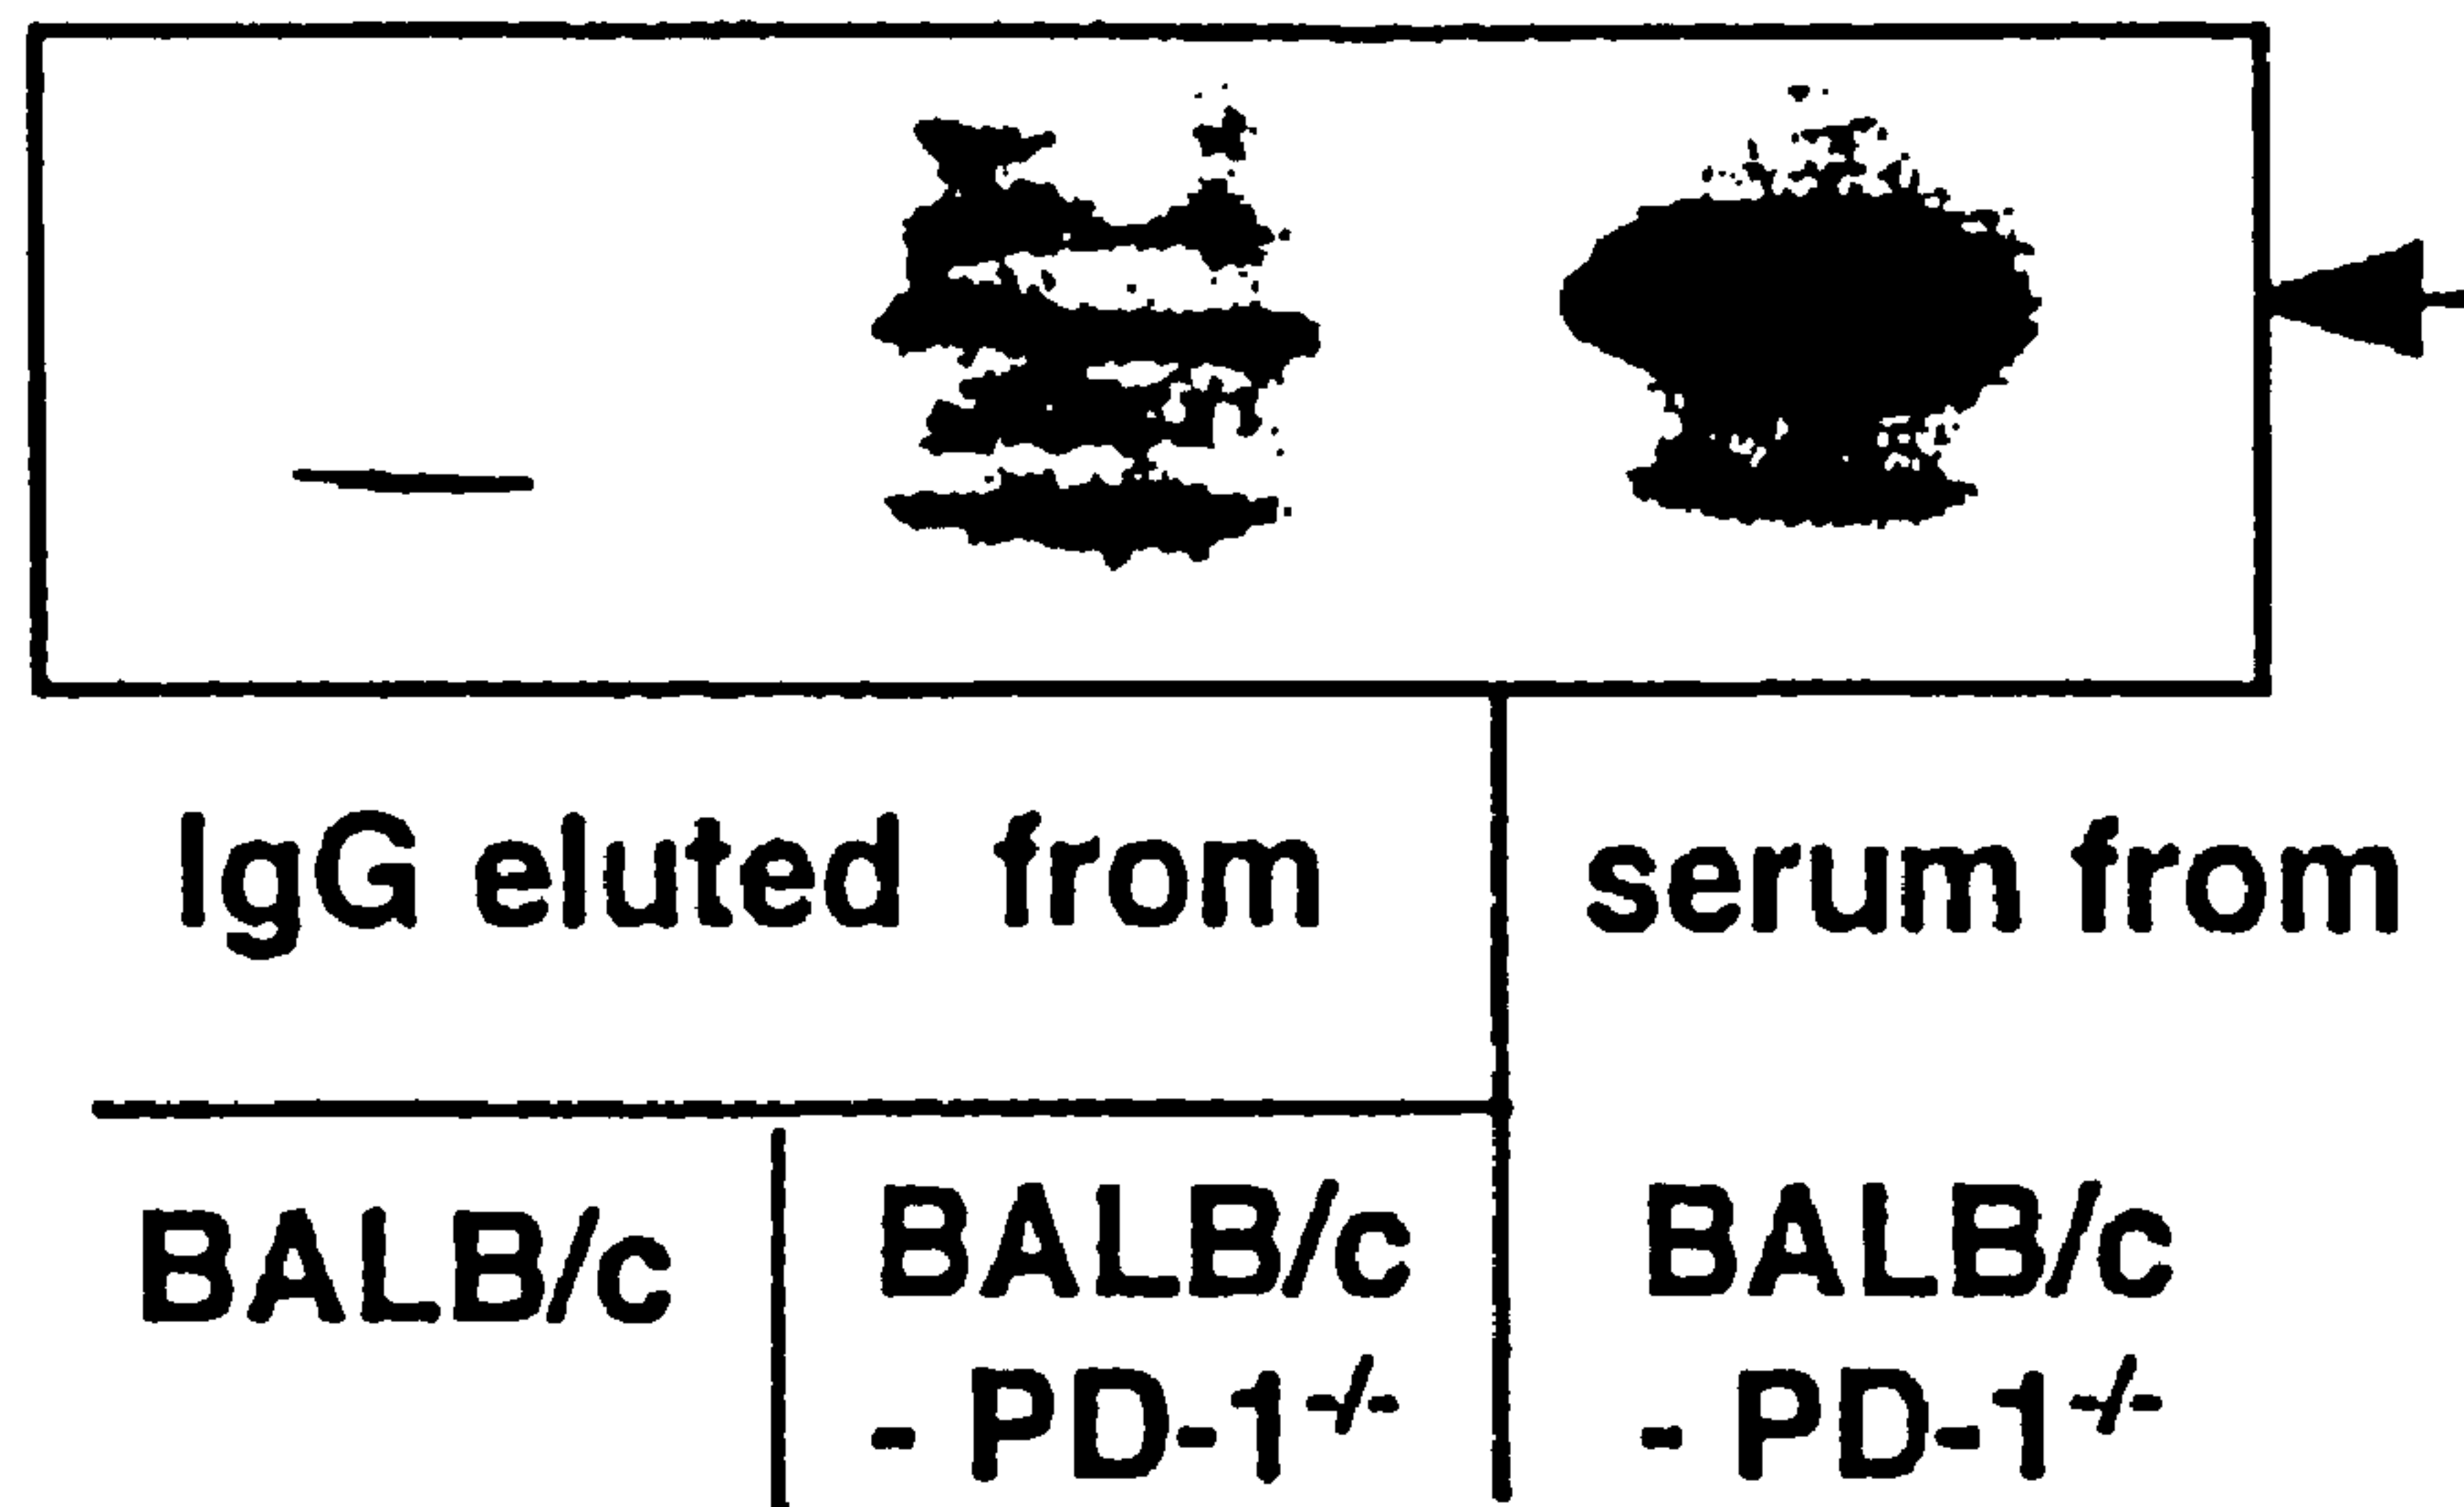 IgG eluted from
serum from
BALB/c
BALB/c
- PD-1-/-
BALB/c
- PD-1-/-